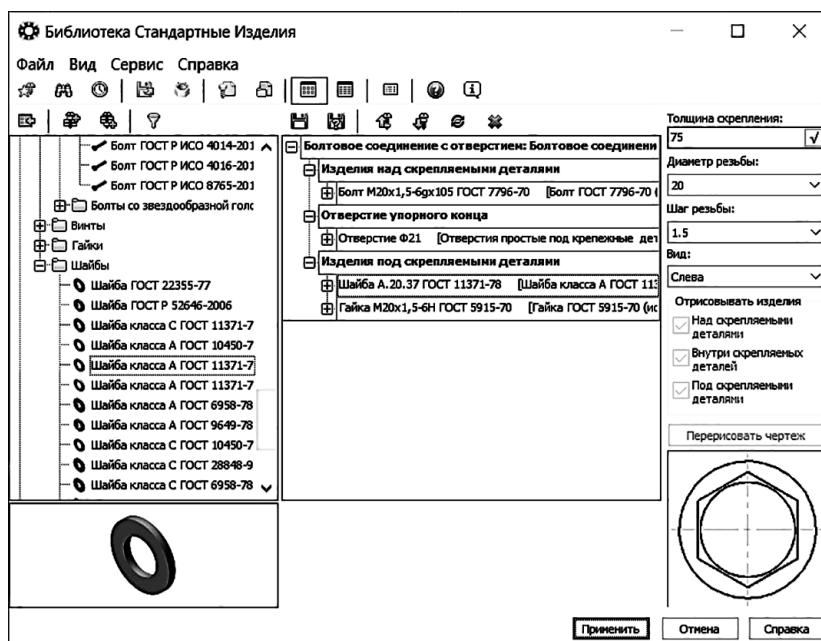 Библиотека Стандартные Изделия
Файл Вид Сервис Справка
Болт ГОСТ Р ИСО 4014-201
Болт ГОСТ Р ИСО 4016-201
Болт ГОСТ Р ИСО 8765-201
Болты со звездообразной голо
Винты
Гайки
Шайбы
Шайба ГОСТ 22355-77
Шайба ГОСТ Р 52646-2006
Шайба класса C ГОСТ 11371-7
Шайба класса A ГОСТ 10450-7
Шайба класса A ГОСТ 11371-7
Шайба класса A ГОСТ 11371-7
Шайба класса A ГОСТ 6958-78
Шайба класса A ГОСТ 9649-78
Шайба класса C ГОСТ 10450-7
Шайба класса C ГОСТ 28848-9
Шайба класса C ГОСТ 6958-78
Болтовое соединение с отверстием: Болтовое соединени
Изделия над скрепляемыми деталями
Болт М20x1,5-6gx105 ГОСТ 7796-70 [Болт ГОСТ 7796-70 (
Отверстие упорного конца
Отверстие Ф21 [Отверстия простые под крепежные дет
Изделия под скрепляемыми деталями
Шайба А.20.37 ГОСТ 11371-78 [Шайба класса А ГОСТ 113
Гайка М20x1,5-6Н ГОСТ 5915-70 [Гайка ГОСТ 5915-70 (ис
Толщина скрепления:
75
Диаметр резьбы:
20
Шаг резьбы:
1.5
Вид:
Слева
Отрисовывать изделия
Над скрепляемыми
деталями
Внутри скрепляемых
деталей
Под скрепляемыми
деталями
Перерисовать чертеж
Применить Отмена Справка